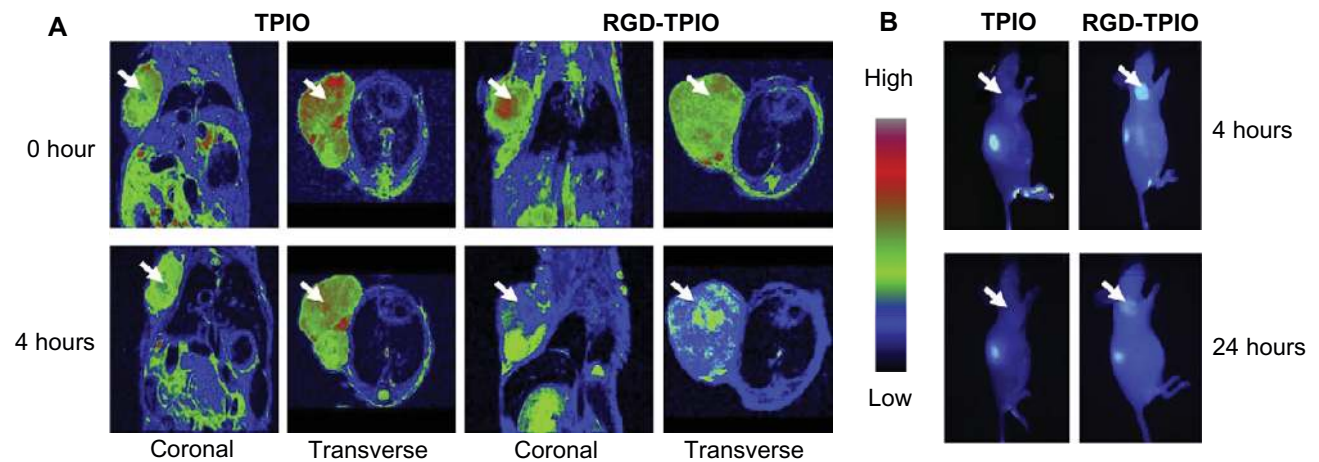 A
TPIO
RGD-TPIO
0 hour
4 hours
Coronal
Transverse
Coronal
Transverse
High
Low
B
TPIO
RGD-TPIO
4 hours
24 hours